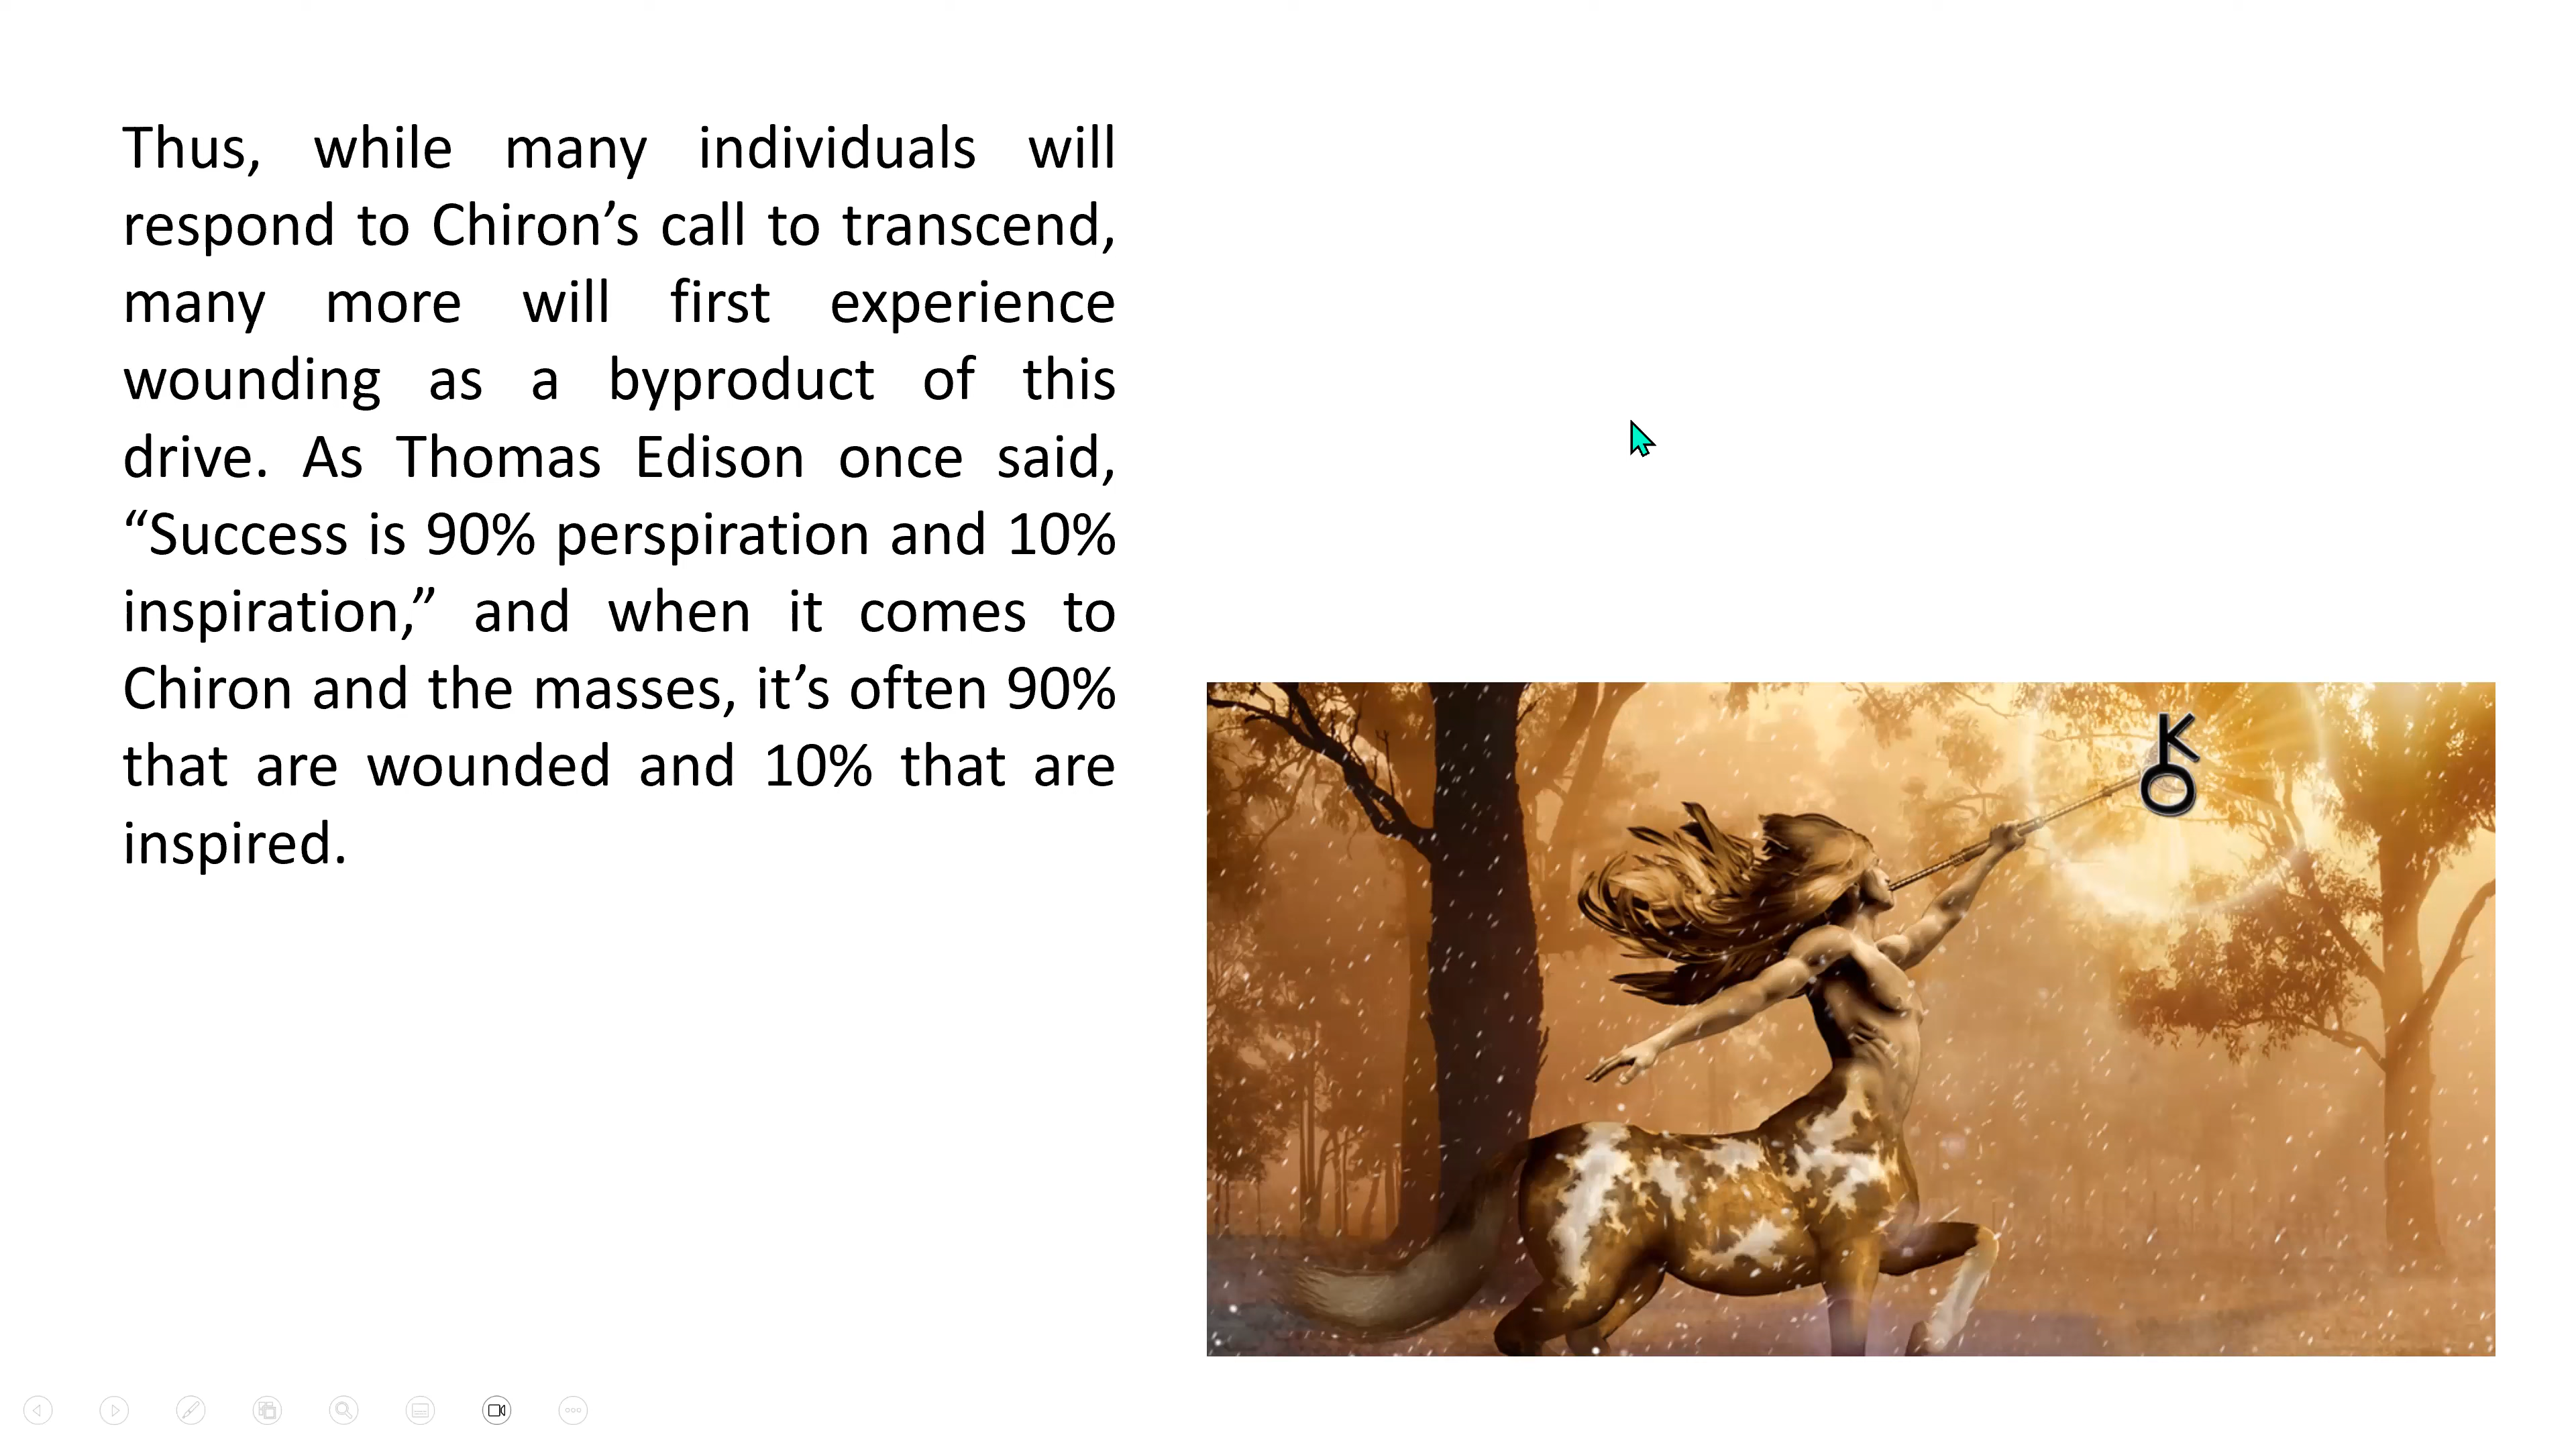 Thus, while many individuals will
respond to Chiron’s call to transcend,
many more will first experience
wounding as a byproduct of this
drive. As Thomas Edison once said,
“Success is 90% perspiration and 10%
inspiration,” and when it comes to
Chiron and the masses, it’s often 90%
that are wounded and 10% that are
inspired.